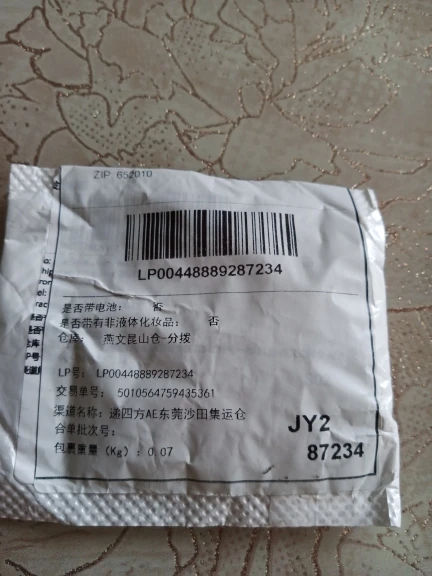 ZIP: 652010
LP00448889287234
是否带电池： 否
是否带有非液体化妆品： 否
仓库： 燕文昆山仓-分拨
LP号： LP00448889287234
交易单号： 5010564759435361
渠道名称：递四方AE东莞沙田集运仓
合单批次号：
包裹重量（Kg）：0.07
JY2
87234